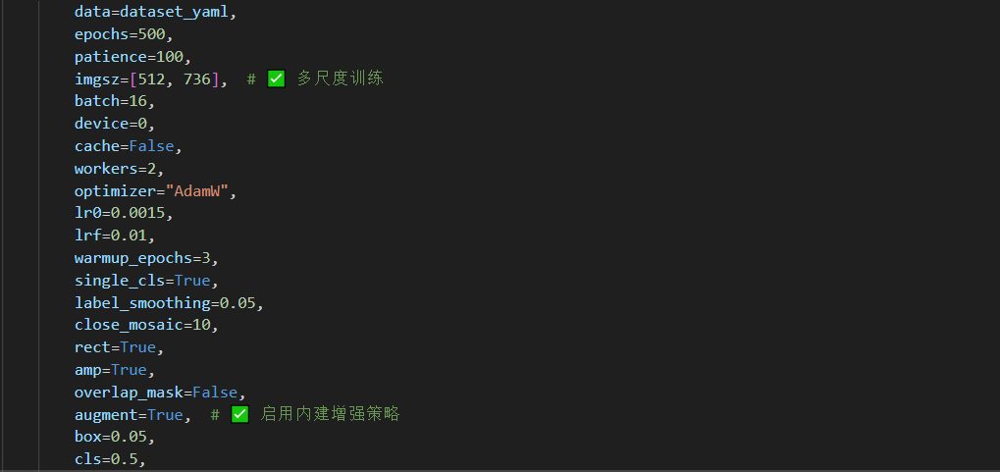 data=dataset_yaml,
epochs=500,
patience=100,
imgsz=[512, 736],  # ✅ 多尺度训练
batch=16,
device=0,
cache=False,
workers=2,
optimizer="AdamW",
lr0=0.0015,
lrf=0.01,
warmup_epochs=3,
single_cls=True,
label_smoothing=0.05,
close_mosaic=10,
rect=True,
amp=True,
overlap_mask=False,
augment=True,  # ✅ 启用内建增强策略
box=0.05,
cls=0.5,